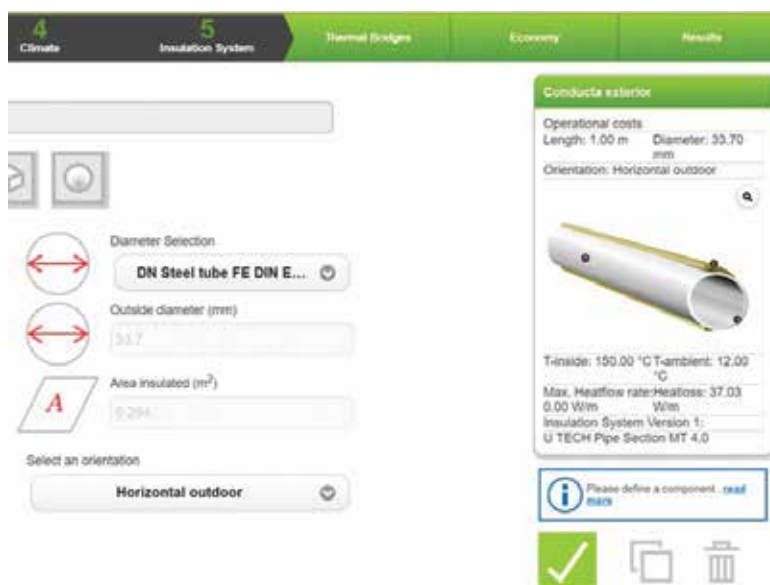 4
Climate
5
Insulation System
Thermal Bridges
Economy
Results
Diameter Selection
DN Steel tube FE DIN E...
Outside diameter (mm)
33.7
Area insulated (m²)
0.294
Select an orientation
Horizontal outdoor
A
Conducta exterior
Operational costs
Length: 1.00 m Diameter: 33.70
mm
Orientation: Horizontal outdoor
T-inside: 150.00 °C T-ambient: 12.00
°C
Max. Heatflow rate: Heatloss: 37.03
0.00 W/m W/m
Insulation System Version 1:
U TECH Pipe Section MT 4.0
Please define a component...read
more